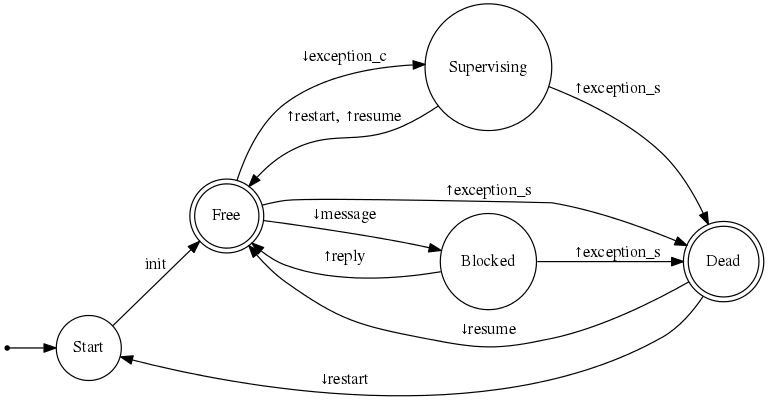 ↓exception_c
Supervising
↑exception_s
↑restart, ↑resume
↑exception_s
Free
↓message
↑exception_s
Blocked
Dead
↑reply
init
↓resume
Start
↓restart